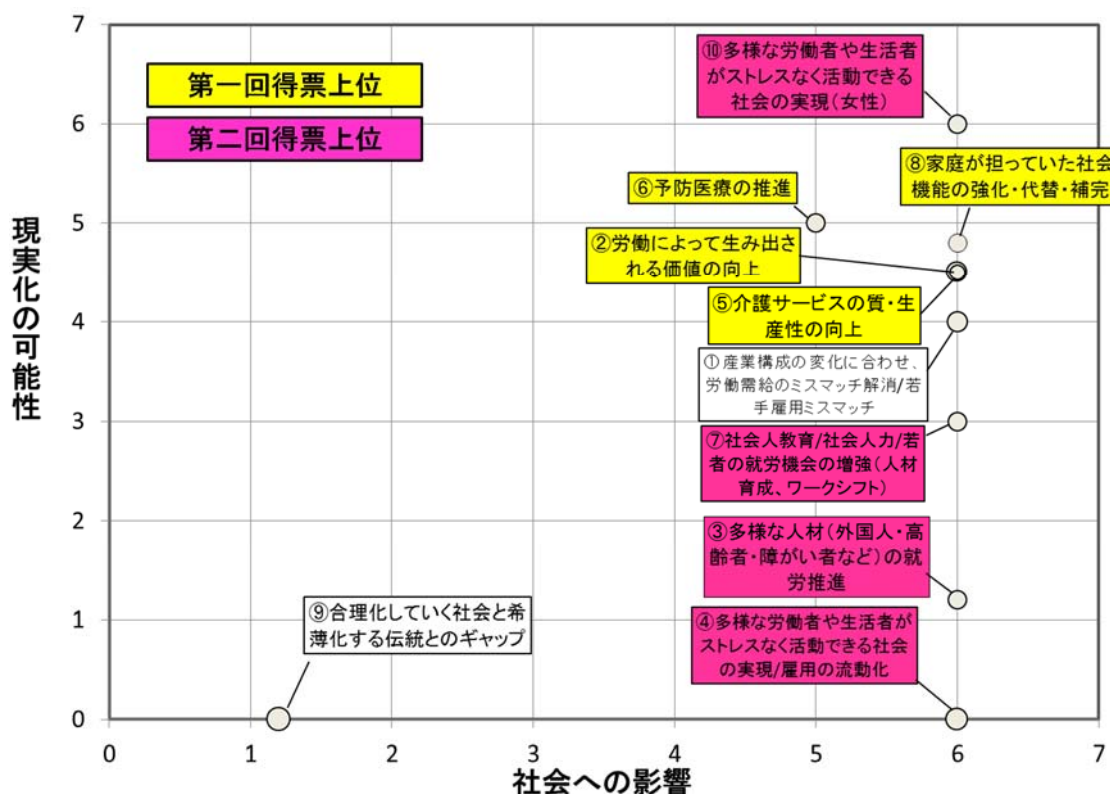 7
6
5
4
3
2
1
0
0
1
2
3
4
5
6
7
現実化の可能性
社会への影響
第一回得票上位
第二回得票上位
⑩多様な労働者や生活者
がストレスなく活動できる
社会の実現(女性)
⑧家庭が担っていた社会
機能の強化・代替・補完
⑥予防医療の推進
②労働によって生み出さ
れる価値の向上
⑤介護サービスの質・生
産性の向上
①産業構成の変化に合わせ、
労働需給のミスマッチ解消/若
手雇用ミスマッチ
⑦社会人教育/社会人力/若
者の就労機会の増強(人材
育成、ワークシフト)
③多様な人材(外国人・高
齢者・障がい者など)の就
労推進
⑨合理化していく社会と希
薄化する伝統とのギャップ
④多様な労働者や生活者が
ストレスなく活動できる社会
の実現/雇用の流動化